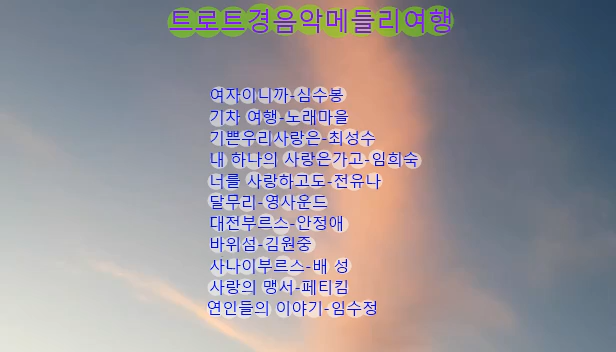 트로트경음악메들리여행
여자이니까-심수봉
기차 여행-노래마을
기쁜우리사랑은-최성수
내 하나의 사랑은가고-임희숙
너를 사랑하고도-전유나
달무리-영사운드
대전부르스-안정애
바위섬-김원중
사나이부르스-배 성
사랑의 맹서-페티킴
연인들의 이야기-임수정